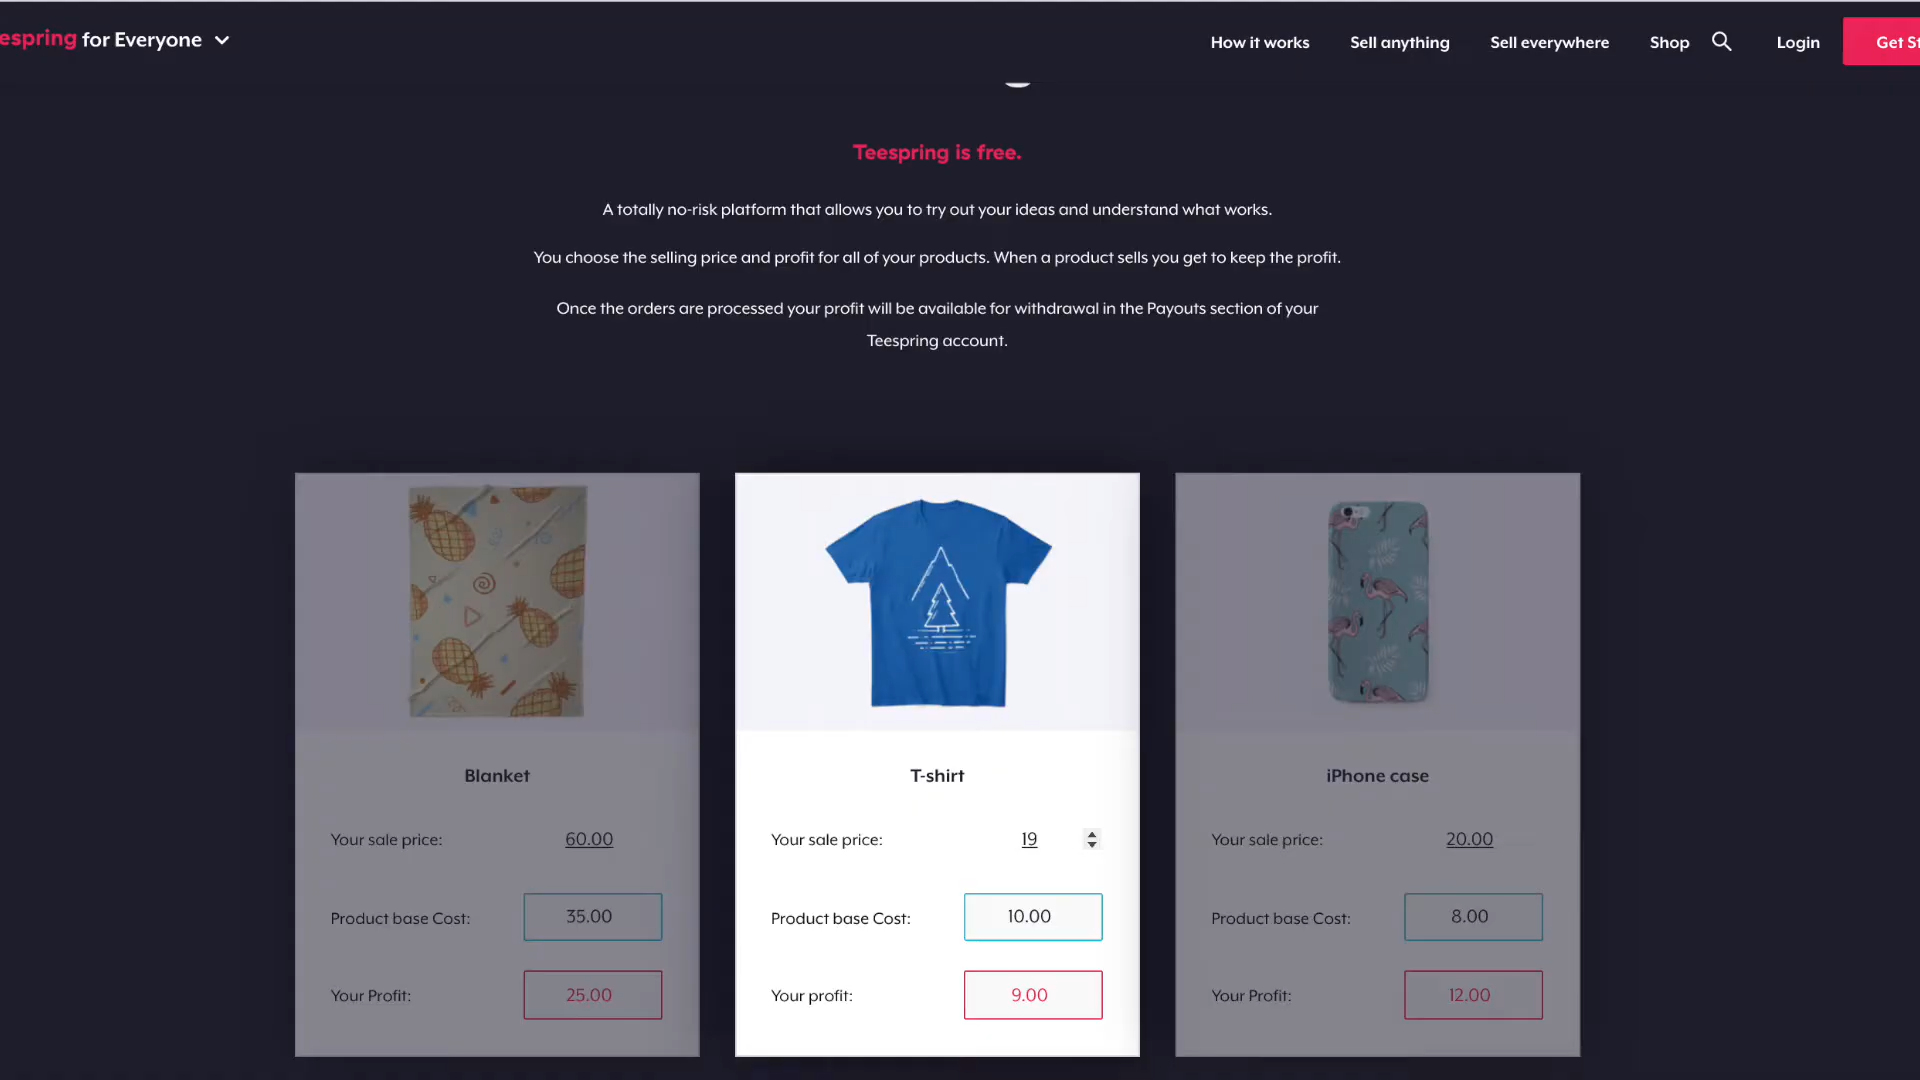 espring for Everyone
How it works
Sell anything
Sell everywhere
Shop
Login
Get St
Teespring is free.
A totally no-risk platform that allows you to try out your ideas and understand what works.
You choose the selling price and profit for all of your products. When a product sells you get to keep the profit.
Once the orders are processed your profit will be available for withdrawal in the Payouts section of your
Teespring account.
Blanket
Your sale price: 60.00
Product base Cost: 35.00
Your Profit: 25.00
T-shirt
Your sale price: 19
Product base Cost: 10.00
Your profit: 9.00
iPhone case
Your sale price: 20.00
Product base Cost: 8.00
Your Profit: 12.00